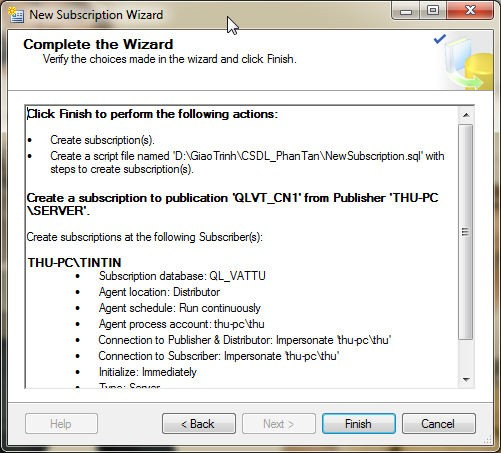 New Subscription Wizard
Complete the Wizard
Verify the choices made in the wizard and click Finish.
Click Finish to perform the following actions:
• Create subscription(s).
• Create a script file named 'D:\GiaoTrinh\CSDL_PhanTan\NewSubscription.sql' with
steps to create subscription(s).
Create a subscription to publication 'QLVT_CN1' from Publisher 'THU-PC
\SERVER'.
Create subscriptions at the following Subscriber(s):
THU-PC\TINTIN
• Subscription database: QL_VATTU
• Agent location: Distributor
• Agent schedule: Run continuously
• Agent process account: thu-pc\thu
• Connection to Publisher & Distributor: Impersonate 'thu-pc\thu'
• Connection to Subscriber: Impersonate 'thu-pc\thu'
• Initialize: Immediately
• Type: Server
Help
< Back
Next >
Finish
Cancel